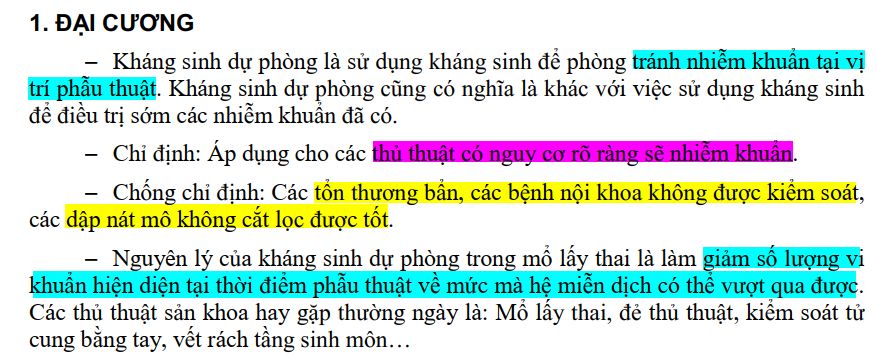 1. ĐẠI CƯƠNG
– Kháng sinh dự phòng là sử dụng kháng sinh để phòng tránh nhiễm khuẩn tại vị
trí phẫu thuật. Kháng sinh dự phòng cũng có nghĩa là khác với việc sử dụng kháng sinh
để điều trị sớm các nhiễm khuẩn đã có.
– Chỉ định: Áp dụng cho các thủ thuật có nguy cơ rõ ràng sẽ nhiễm khuẩn.
– Chống chỉ định: Các tổn thương bẩn, các bệnh nội khoa không được kiểm soát,
các dập nát mô không cắt lọc được tốt.
– Nguyên lý của kháng sinh dự phòng trong mổ lấy thai là làm giảm số lượng vi
khuẩn hiện diện tại thời điểm phẫu thuật về mức mà hệ miễn dịch có thể vượt qua được.
Các thủ thuật sản khoa hay gặp thường ngày là: Mổ lấy thai, đẻ thủ thuật, kiểm soát tử
cung bằng tay, vết rách tầng sinh môn…